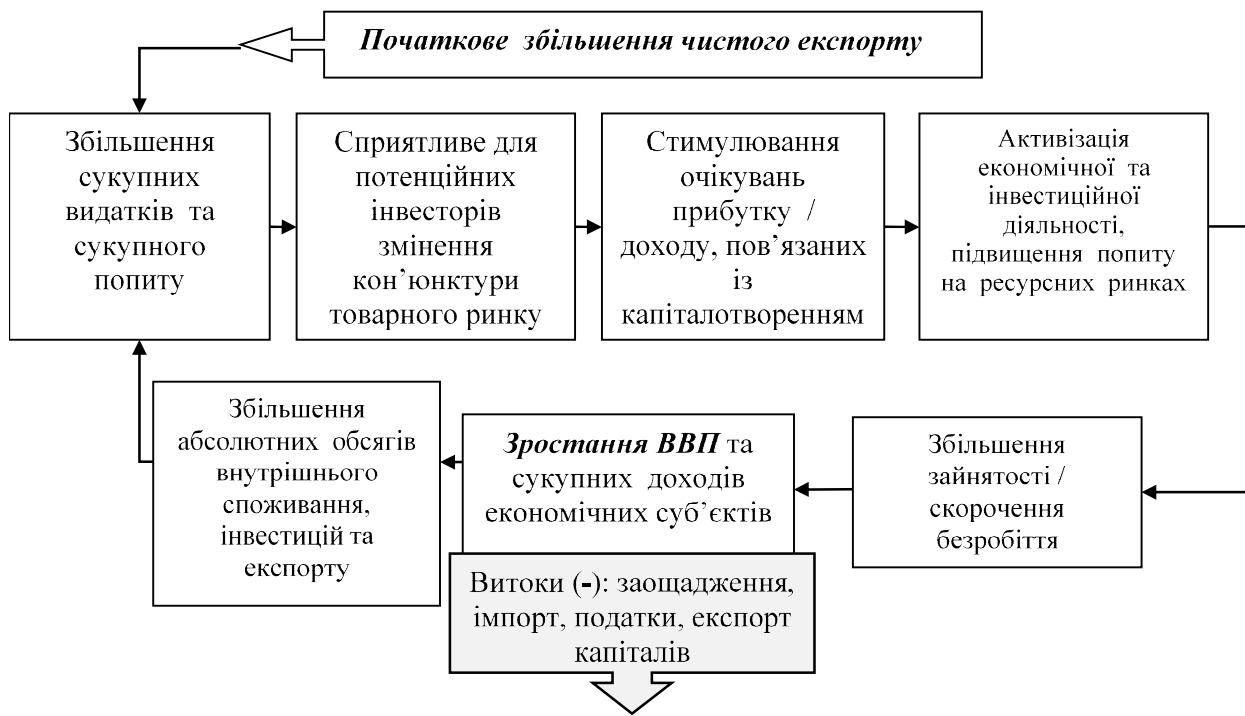 Початкове збільшення чистого експорту
Збільшення
сукупних
видатків та
сукупного
попиту
Сприятливе для
потенційних
інвесторів
змінення
кон’юнктури
товарного ринку
Стимулювання
очікувань
прибутку /
доходу, пов’язаних
із
капіталотворенням
Активізація
економічної та
інвестиційної
діяльності,
підвищення попиту
на ресурсних ринках
Збільшення
абсолютних обсягів
внутрішнього
споживання,
інвестицій та
експорту
Зростання ВВП та
сукупних доходів
економічних суб’єктів
Витоки (-): заощадження,
імпорт, податки, експорт
капіталів
Збільшення
зайнятості /
скорочення
безробіття